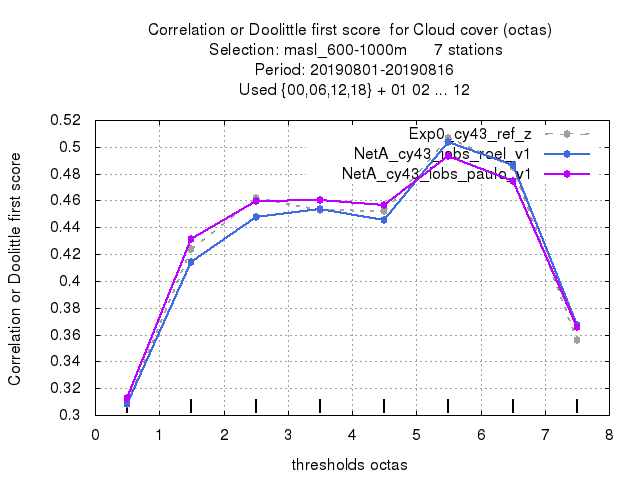 Correlation or Doolittle first score  for Cloud cover (octas)
Selection: masl_600-1000m      7 stations
Period: 20190801-20190816
Used {00,06,12,18} + 01 02 ... 12
Correlation or Doolittle first score
0.52
0.5
0.48
0.46
0.44
0.42
0.4
0.38
0.36
0.34
0.32
0.3
Exp0_cy43_ref_z
NetA_cy43_iobs_roel_v1
NetA_cy43_iobs_paulo_v1
0 1 2 3 4 5 6 7 8
thresholds octas